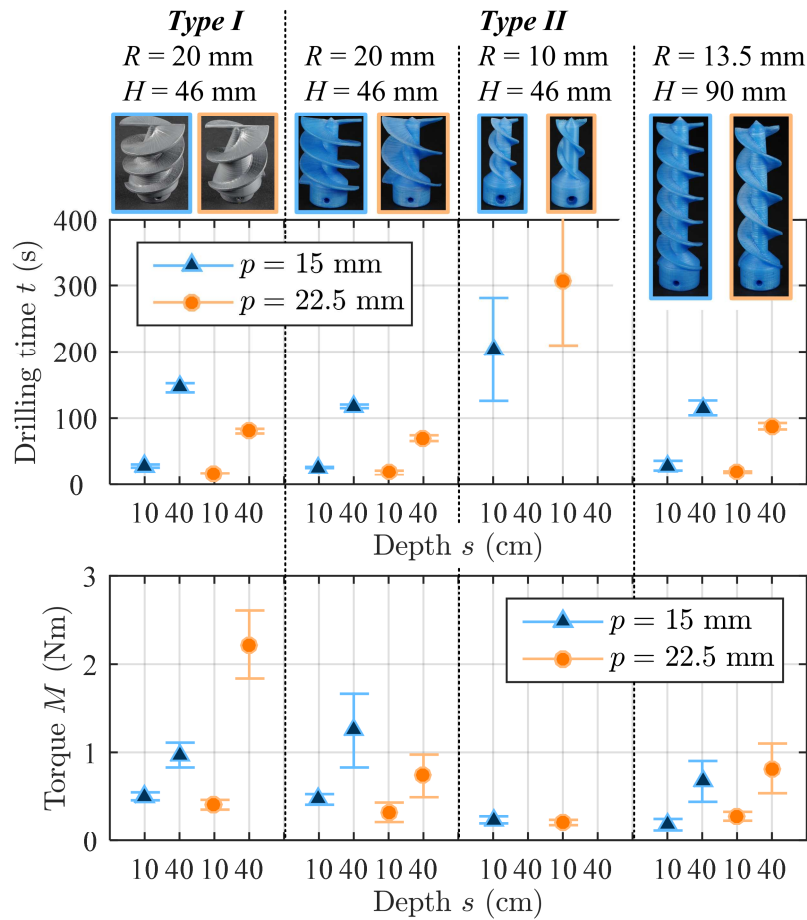 Type I Type II
R = 20 mm R = 20 mm R = 10 mm R = 13.5 mm
H = 46 mm H = 46 mm H = 46 mm H = 90 mm
400
300
200
100
0
Drilling time t (s)
p = 15 mm
p = 22.5 mm
10 40 10 40 10 40 10 40 10 40 10 40 10 40 10 40
Depth s (cm)
3
2
1
0
Torque M (Nm)
p = 15 mm
p = 22.5 mm
10 40 10 40 10 40 10 40 10 40 10 40 10 40 10 40
Depth s (cm)